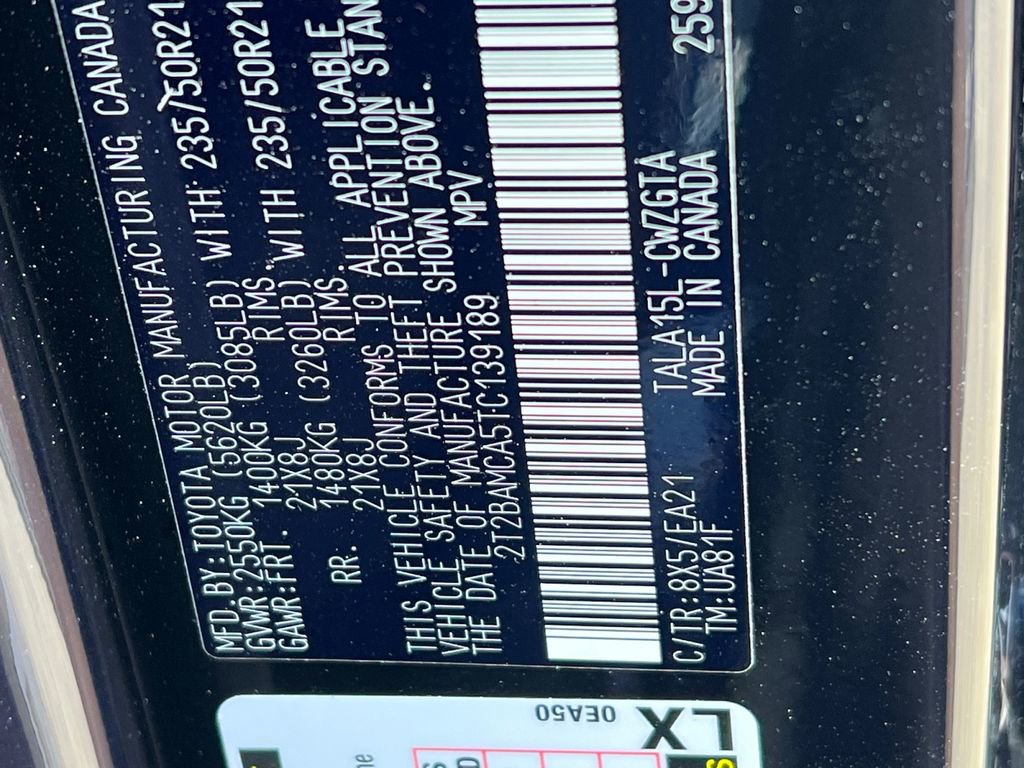 MFD.BY:TOYOTA MOTOR MANUFACTURING CANADA
GVWR:2550KG (5620LB)
GAWR:FRT. 1400KG (3085LB) WITH 235/50R21
21X8J RIMS.
RR. 1480KG (3260LB) WITH 235/50R21
21X8J RIMS.
THIS VEHICLE CONFORMS TO ALL APPLICABLE
VEHICLE SAFETY AND THEFT PREVENTION STAN
THE DATE OF MANUFACTURE SHOWN ABOVE.
2T2BAMCA5TC139189 MPV
C/TR:8X5/EA21 TALA15L-CWZGTA 259
TM:UA81F MADE IN CANADA
0EA50
LX